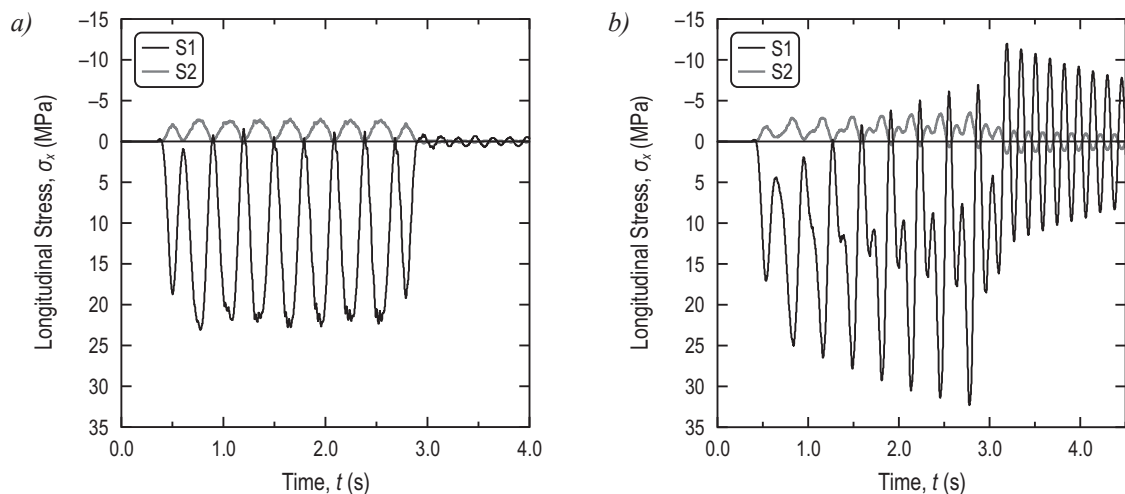 a)
S1
S2
–15
–10
–5
0
5
10
15
20
25
30
35
Longitudinal Stress, σx (MPa)
0.0 1.0 2.0 3.0 4.0
Time, t (s)
b)
S1
S2
–15
–10
–5
0
5
10
15
20
25
30
35
Longitudinal Stress, σx (MPa)
0.0 1.0 2.0 3.0 4.0
Time, t (s)